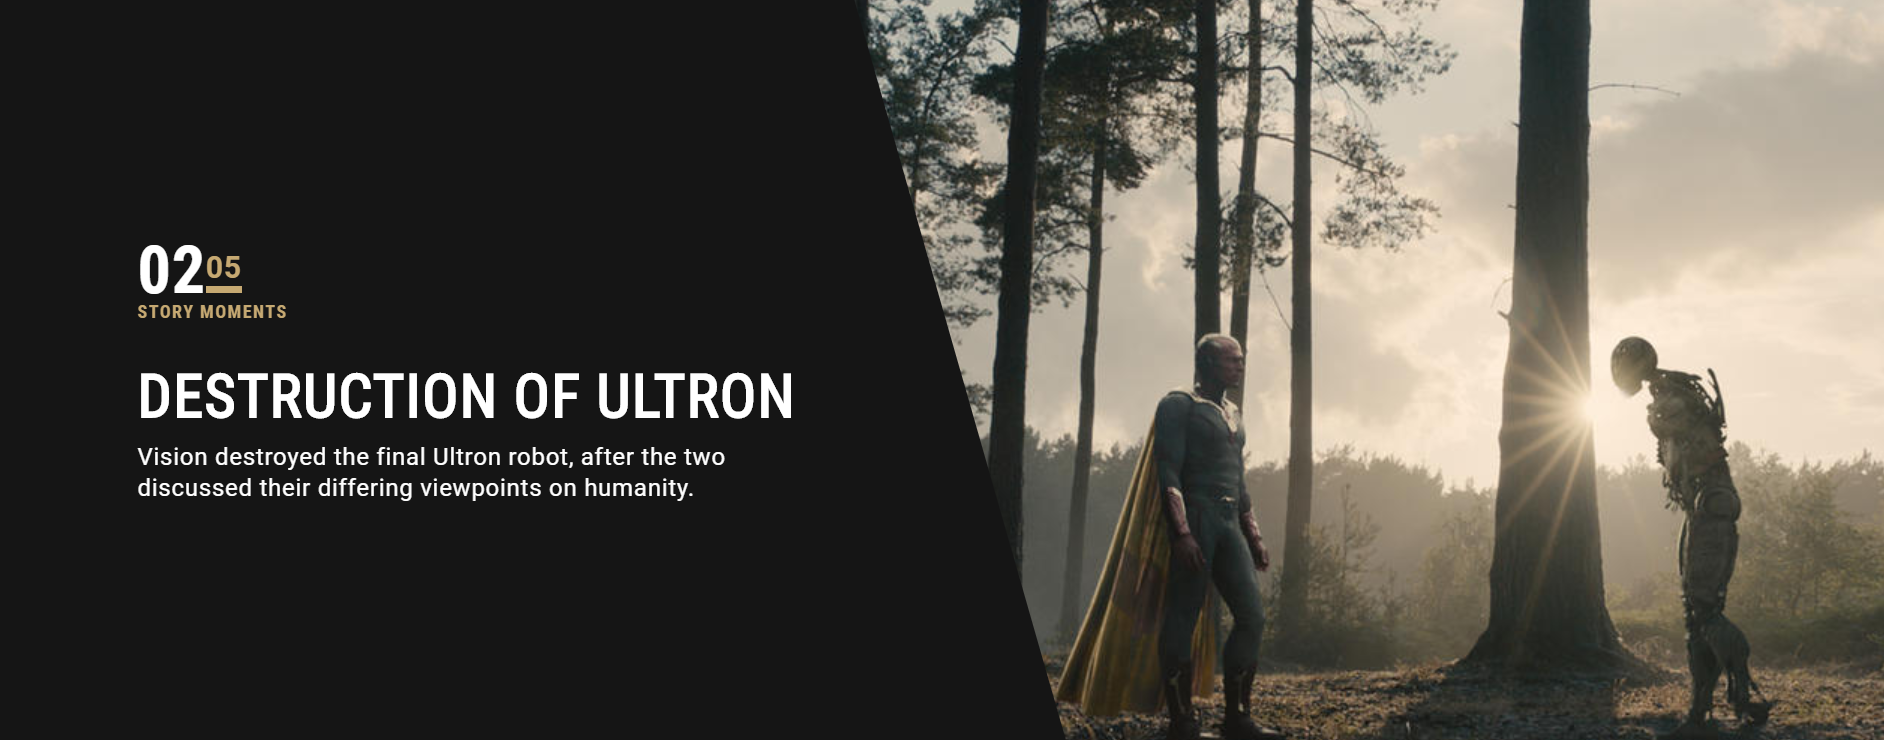 0205
STORY MOMENTS
DESTRUCTION OF ULTRON
Vision destroyed the final Ultron robot, after the two
discussed their differing viewpoints on humanity.